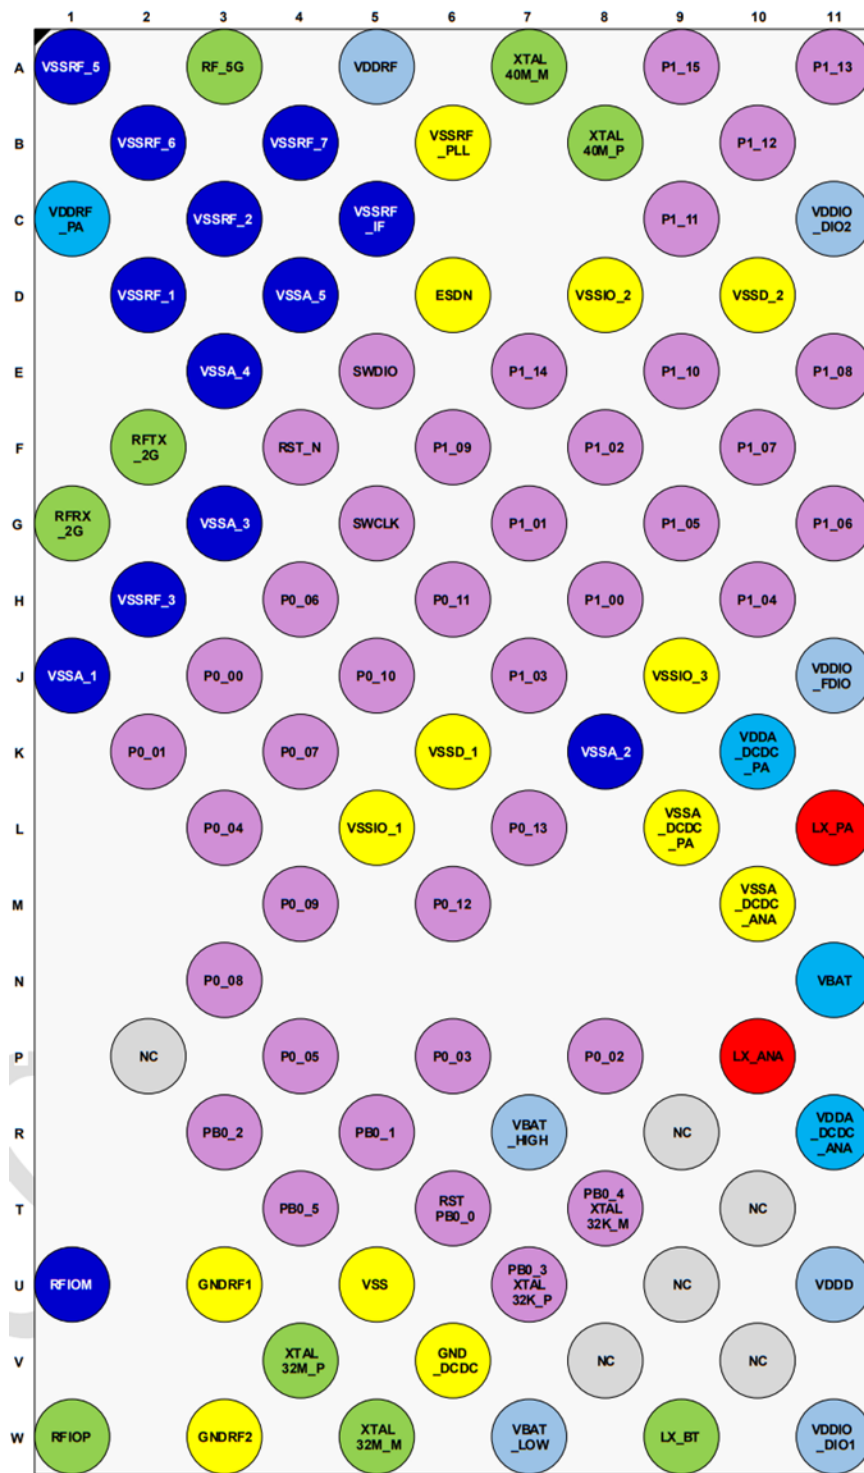 1 2 3 4 5 6 7 8 9 10 11
A VSSRF_5 RF_5G VDDRF XTAL 40M_M P1_15 P1_13
B VSSRF_6 VSSRF_7 VSSRF _PLL XTAL 40M_P P1_12
C VDDRF _PA VSSRF_2 VSSRF _IF P1_11 VDDIO _DIO2
D VSSRF_1 VSSA_5 ESDN VSSIO_2 VSSD_2
E VSSA_4 SWDIO P1_14 P1_10 P1_08
F RFTX _2G RST_N P1_09 P1_02 P1_07
G RFRX _2G VSSA_3 SWCLK P1_01 P1_05 P1_06
H VSSRF_3 P0_06 P0_11 P1_00 P1_04
J VSSA_1 P0_00 P0_10 P1_03 VSSIO_3 VDDIO _FDIO
K P0_01 P0_07 VSSD_1 VSSA_2 VDDA _DCDC _PA
L P0_04 VSSIO_1 P0_13 VSSA _DCDC _PA LX_PA
M P0_09 P0_12 VSSA _DCDC _ANA
N P0_08 VBAT
P NC P0_05 P0_03 P0_02 LX_ANA
R PB0_2 PB0_1 VBAT _HIGH NC VDDA _DCDC _ANA
T PB0_5 RST PB0_0 PB0_4 XTAL 32K_M NC
U RFIOM GNDRF1 VSS PB0_3 XTAL 32K_P NC VDDD
V XTAL 32M_P GND _DCDC NC NC
W RFIOP GNDRF2 XTAL 32M_M VBAT _LOW LX_BT VDDIO _DIO1